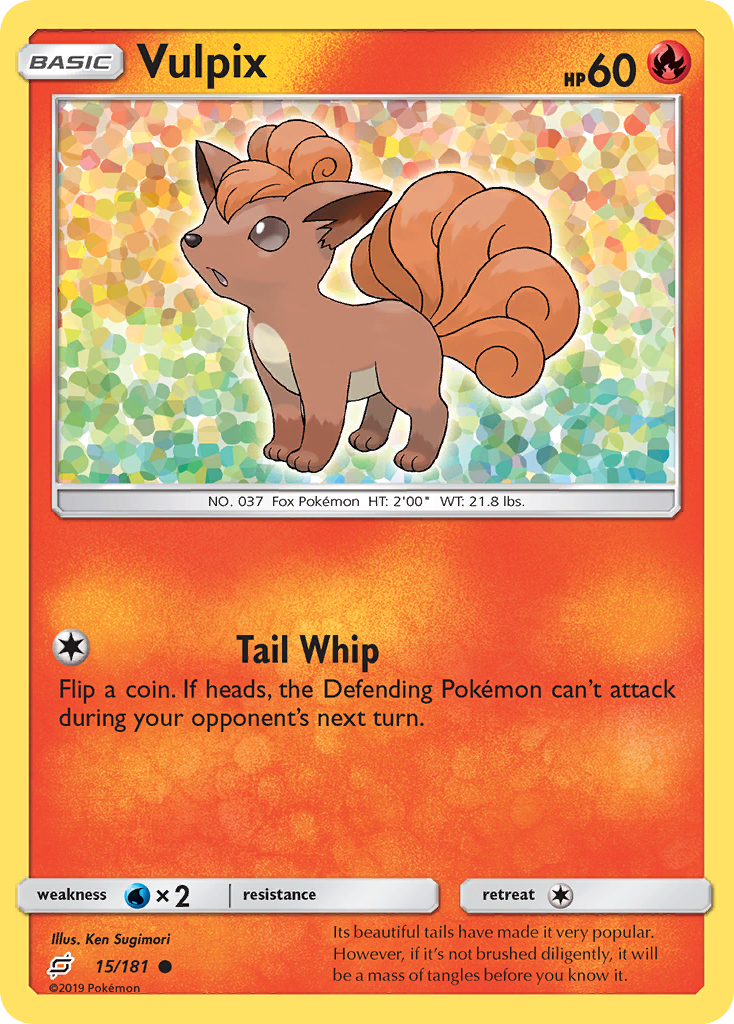 BASIC Vulpix HP60
NO. 037 Fox Pokémon HT: 2'00" WT: 21.8 lbs.
Tail Whip
Flip a coin. If heads, the Defending Pokémon can't attack
during your opponent's next turn.
weakness ×2 resistance retreat
Illus. Ken Sugimori
15/181
©2019 Pokémon
Its beautiful tails have made it very popular.
However, if it's not brushed diligently, it will
be a mass of tangles before you know it.